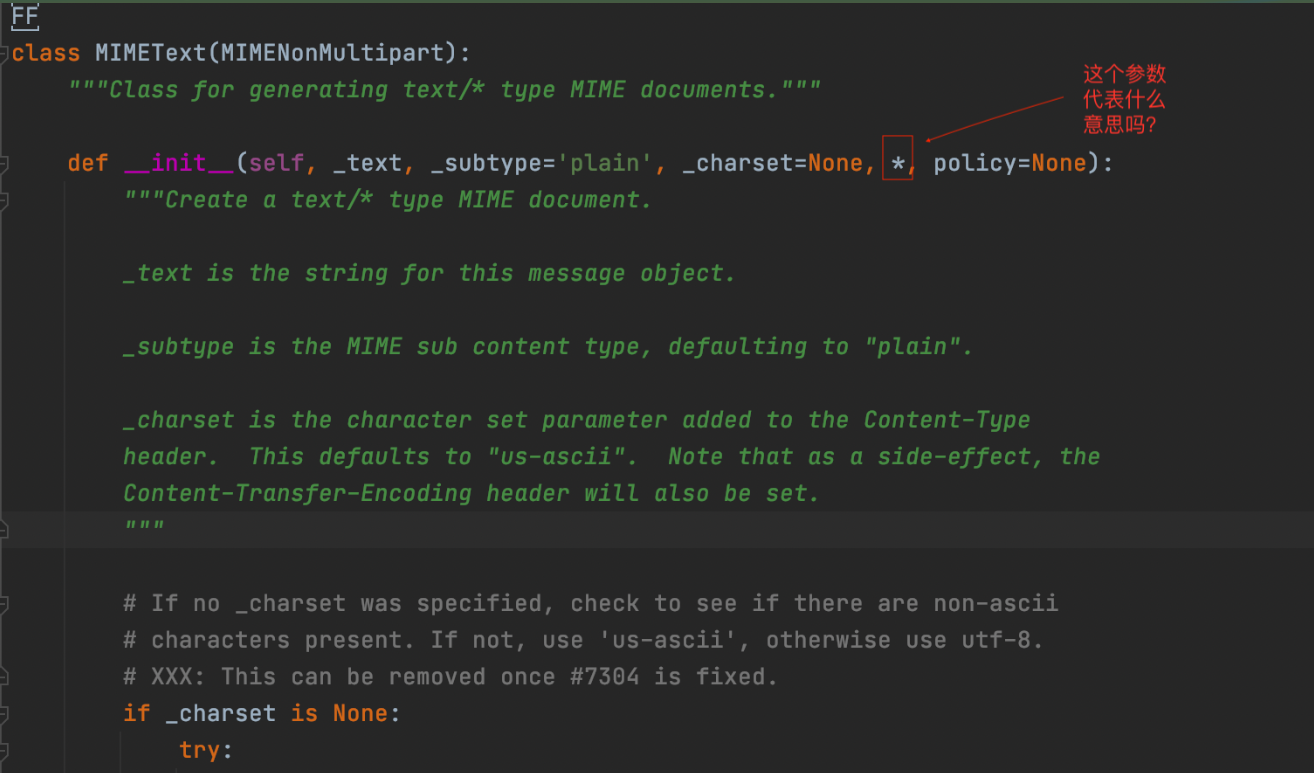 FF
class MIMEText(MIMENonMultipart):
"""Class for generating text/* type MIME documents."""
这个参数
代表什么
意思吗?
def __init__(self, _text, _subtype='plain', _charset=None, *, policy=None):
"""Create a text/* type MIME document.
_text is the string for this message object.
_subtype is the MIME sub content type, defaulting to "plain".
_charset is the character set parameter added to the Content-Type
header.  This defaults to "us-ascii".  Note that as a side-effect, the
Content-Transfer-Encoding header will also be set.
"""
# If no _charset was specified, check to see if there are non-ascii
# characters present. If not, use 'us-ascii', otherwise use utf-8.
# XXX: This can be removed once #7304 is fixed.
if _charset is None:
try: